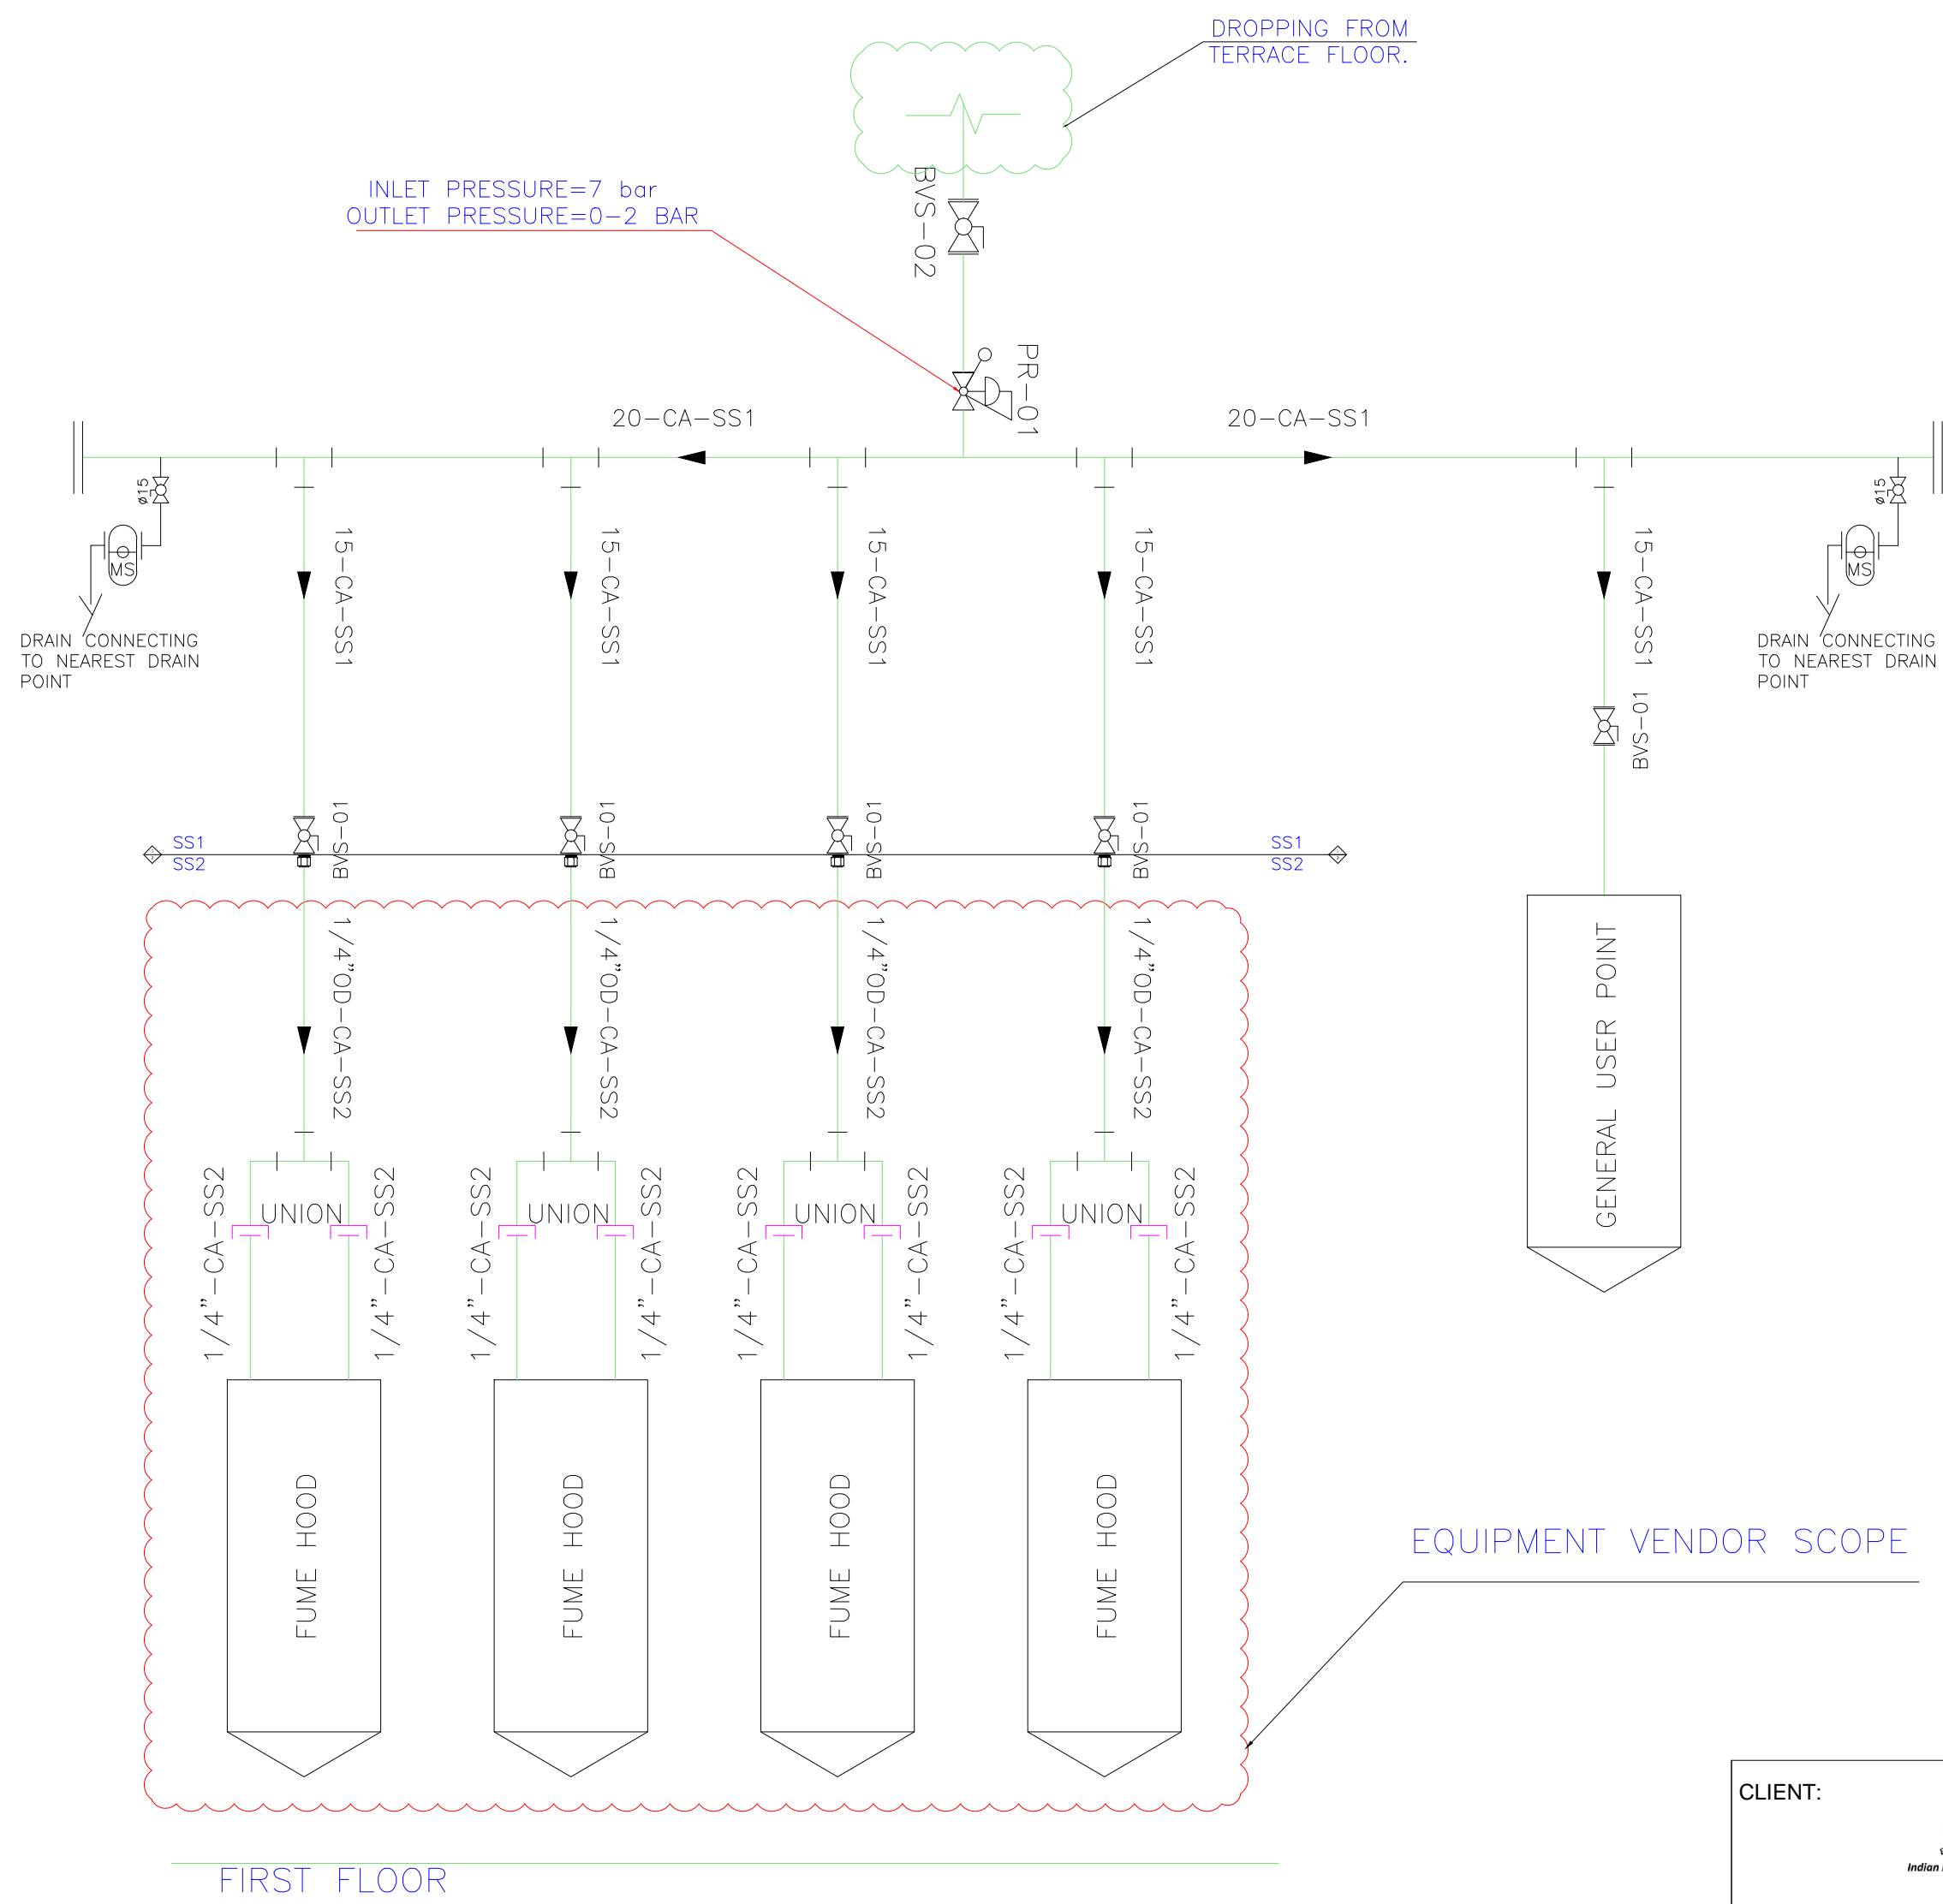 DROPPING FROM
TERRACE FLOOR.
INLET PRESSURE=7 bar
OUTLET PRESSURE=0-2 BAR
BVS-02
PR-01
20-CA-SS1
20-CA-SS1
ø15
MS
DRAIN CONNECTING
TO NEAREST DRAIN
POINT
15-CA-SS1
15-CA-SS1
15-CA-SS1
15-CA-SS1
15-CA-SS1
ø15
MS
DRAIN CONNECTING
TO NEAREST DRAIN
POINT
BVS-01
SS1
SS2
BVS-01
BVS-01
BVS-01
BVS-01
SS1
SS2
1/4"OD-CA-SS2
1/4"OD-CA-SS2
1/4"OD-CA-SS2
1/4"OD-CA-SS2
GENERAL USER POINT
1/4"-CA-SS2
UNION
1/4"-CA-SS2
1/4"-CA-SS2
UNION
1/4"-CA-SS2
1/4"-CA-SS2
UNION
1/4"-CA-SS2
1/4"-CA-SS2
UNION
1/4"-CA-SS2
FUME HOOD
FUME HOOD
FUME HOOD
FUME HOOD
EQUIPMENT VENDOR SCOPE
CLIENT:
Indian
FIRST FLOOR